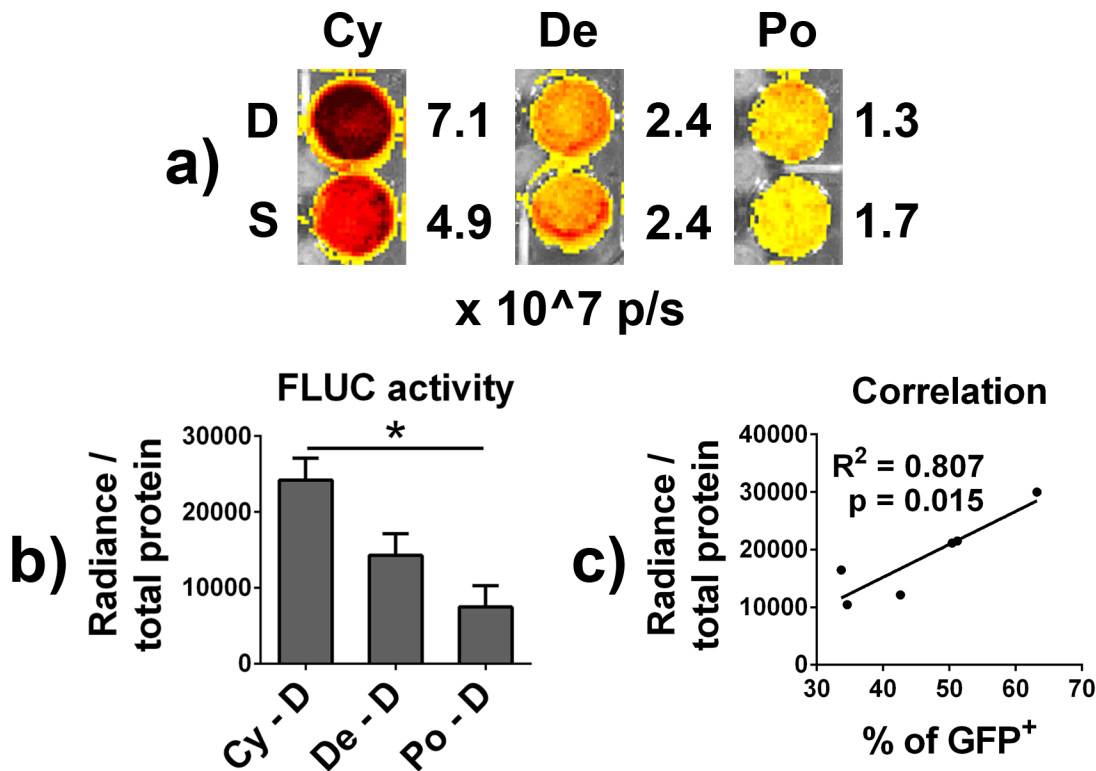 Cy De Po
a)
D 7.1 2.4 1.3
S 4.9 2.4 1.7
x 10^7 p/s
b)
FLUC activity
Radiance /
total protein
30000
20000
10000
0
*
Cy - D
De - D
Po - D
c)
Correlation
Radiance /
total protein
40000
30000
20000
10000
0
R² = 0.807
p = 0.015
30 40 50 60 70
% of GFP⁺